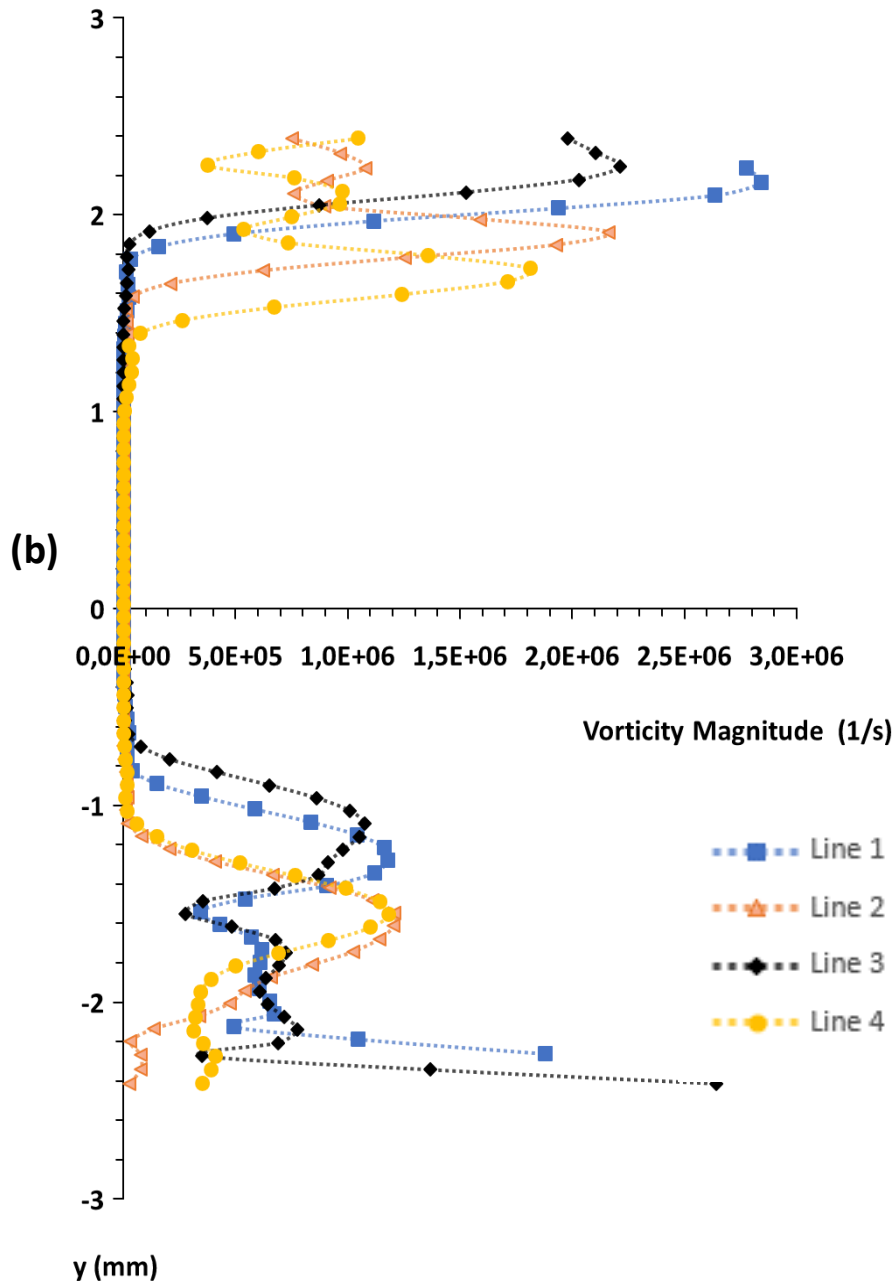 3
2
1
(b)
0
0,0E+00 5,0E+05 1,0E+06 1,5E+06 2,0E+06 2,5E+06 3,0E+06
Vorticity Magnitude (1/s)
-1
Line 1
Line 2
-2
Line 3
Line 4
-3
y (mm)